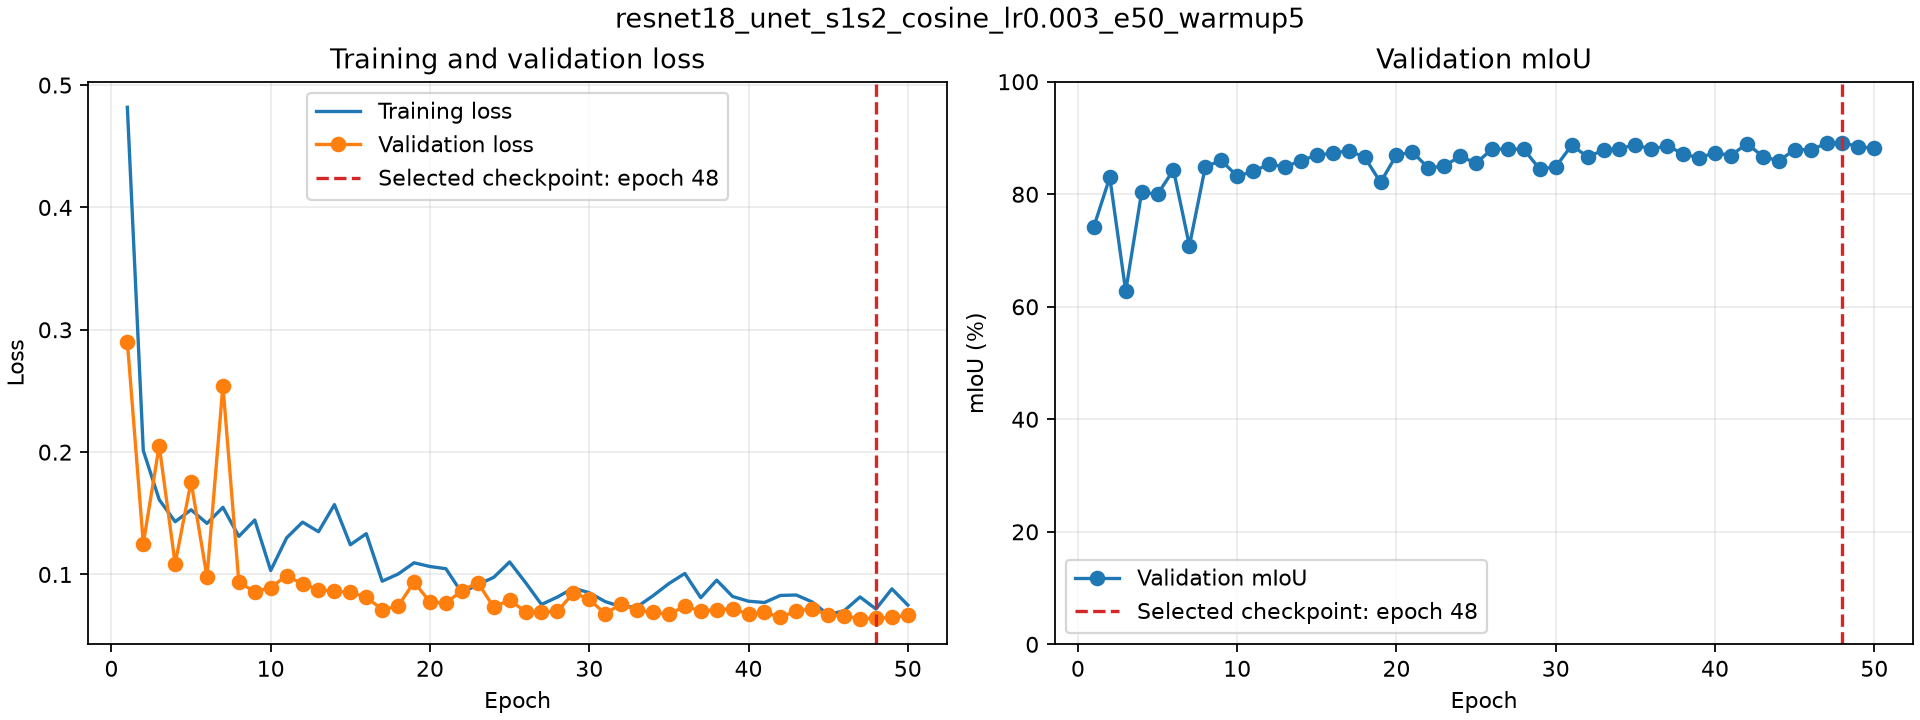 resnet18_unet_s1s2_cosine_lr0.003_e50_warmup5
Training and validation loss
0.5
0.4
0.3
0.2
0.1
Loss
Training loss
Validation loss
Selected checkpoint: epoch 48
0 10 20 30 40 50
Epoch
Validation mIoU
100
80
60
40
20
0
mIoU (%)
Validation mIoU
Selected checkpoint: epoch 48
0 10 20 30 40 50
Epoch